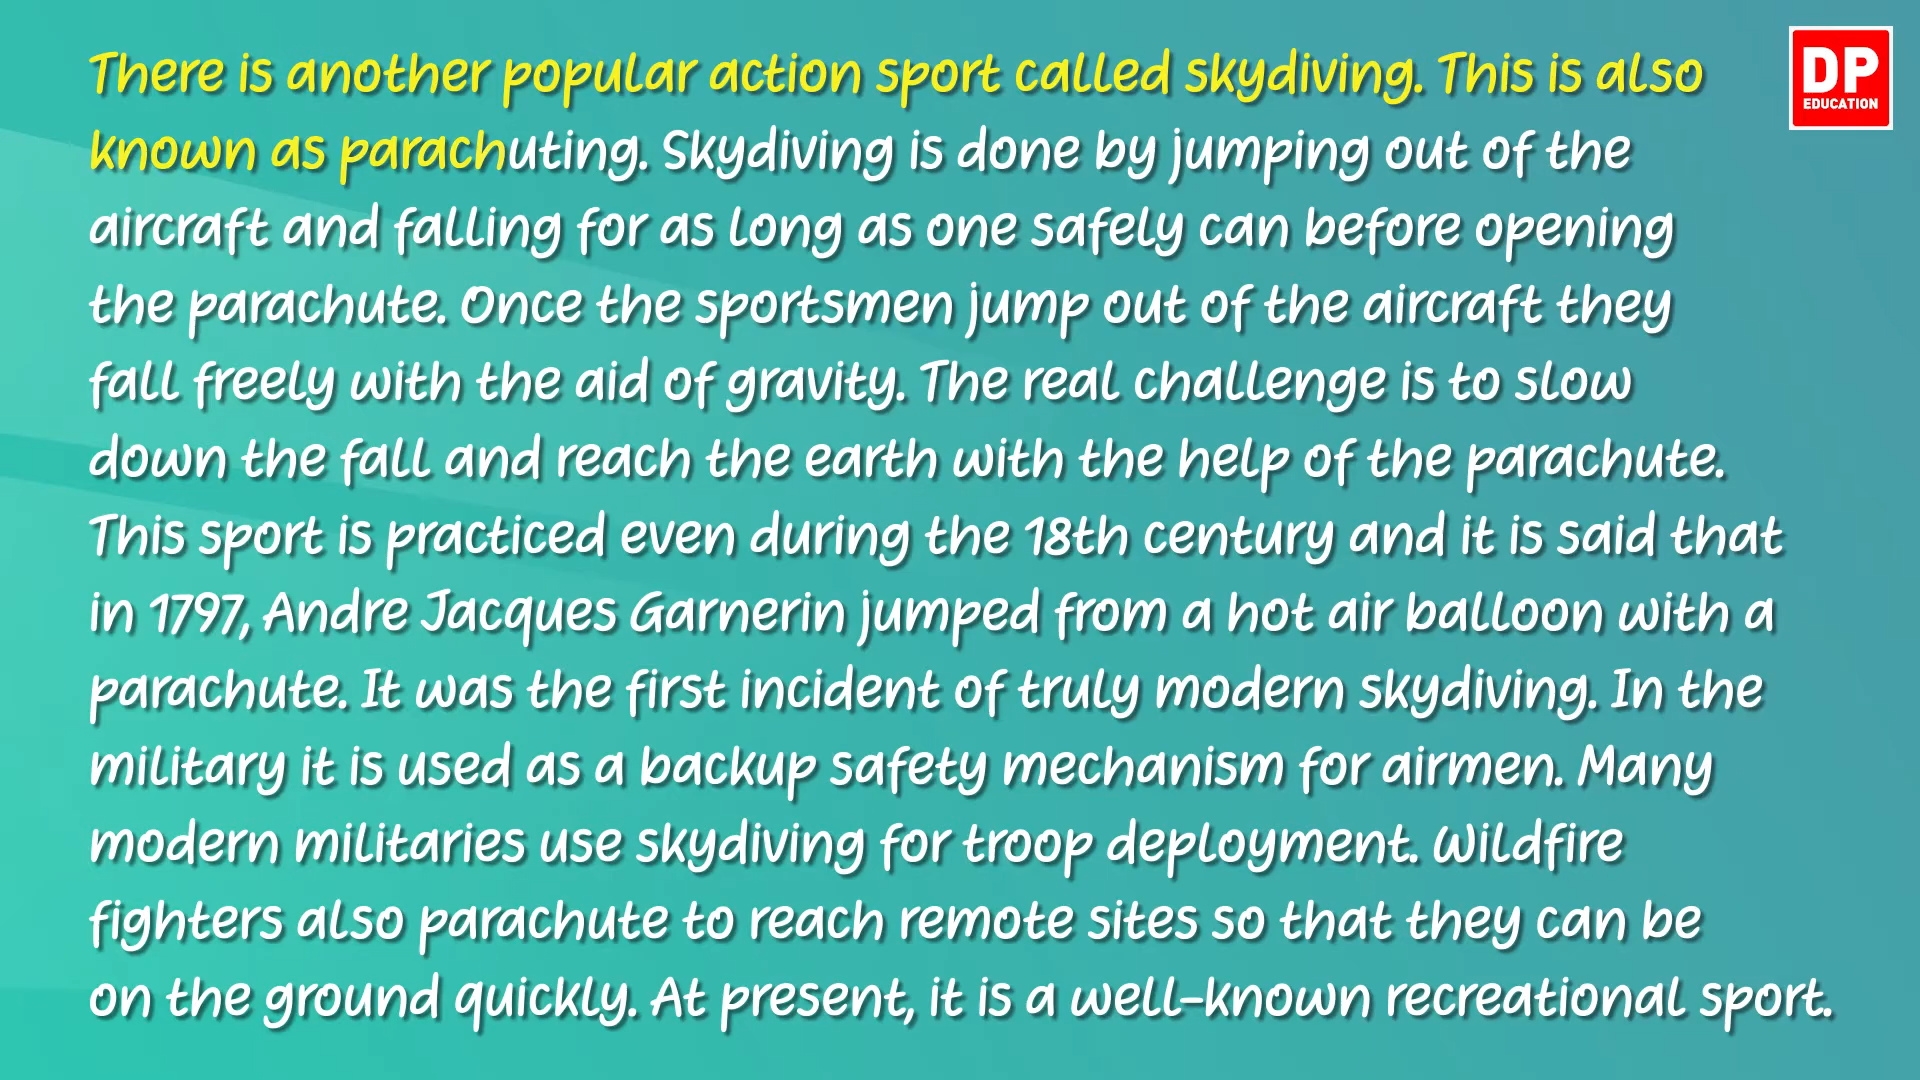 There is another popular action sport called skydiving. This is also
known as parachuting. Skydiving is done by jumping out of the
aircraft and falling for as long as one safely can before opening
the parachute. Once the sportsmen jump out of the aircraft they
fall freely with the aid of gravity. The real challenge is to slow
down the fall and reach the earth with the help of the parachute.
This sport is practiced even during the 18th century and it is said that
in 1797, Andre Jacques Garnerin jumped from a hot air balloon with a
parachute. It was the first incident of truly modern skydiving. In the
military it is used as a backup safety mechanism for airmen. Many
modern militaries use skydiving for troop deployment. Wildfire
fighters also parachute to reach remote sites so that they can be
on the ground quickly. At present, it is a well-known recreational sport.
DP
EDUCATION